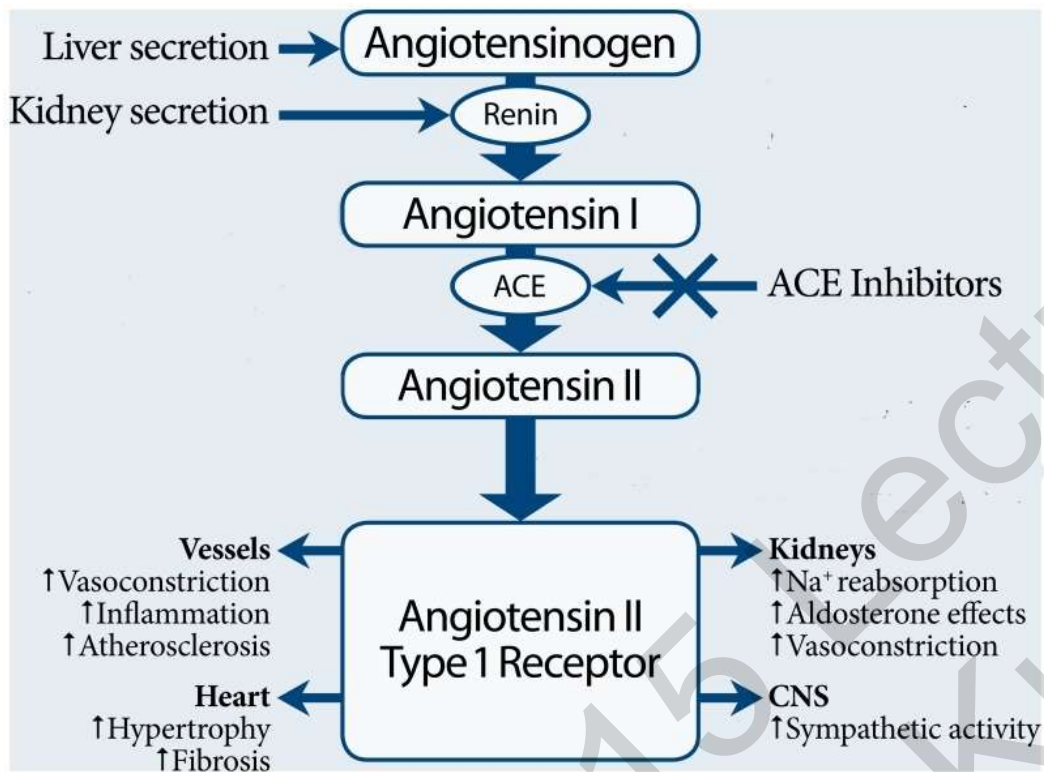 Liver secretion
Angiotensinogen
Kidney secretion
Renin
Angiotensin I
ACE
ACE Inhibitors
Angiotensin II
Angiotensin II
Type 1 Receptor
Vessels
↑Vasoconstriction
↑Inflammation
↑Atherosclerosis
Heart
↑Hypertrophy
↑Fibrosis
Kidneys
↑Na⁺ reabsorption
↑Aldosterone effects
↑Vasoconstriction
CNS
↑Sympathetic activity